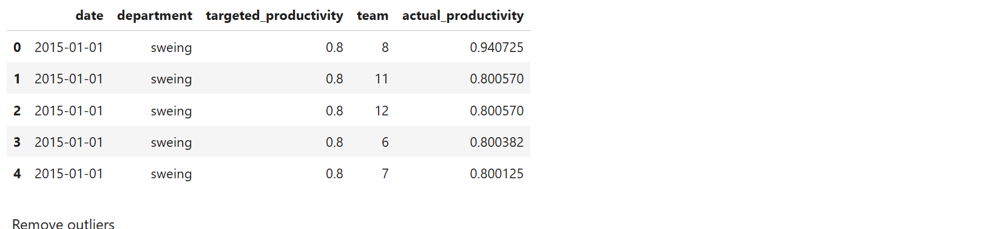 date department targeted_productivity team actual_productivity
0 2015-01-01 sweing 0.8 8 0.940725
1 2015-01-01 sweing 0.8 11 0.800570
2 2015-01-01 sweing 0.8 12 0.800570
3 2015-01-01 sweing 0.8 6 0.800382
4 2015-01-01 sweing 0.8 7 0.800125
Remove outliers